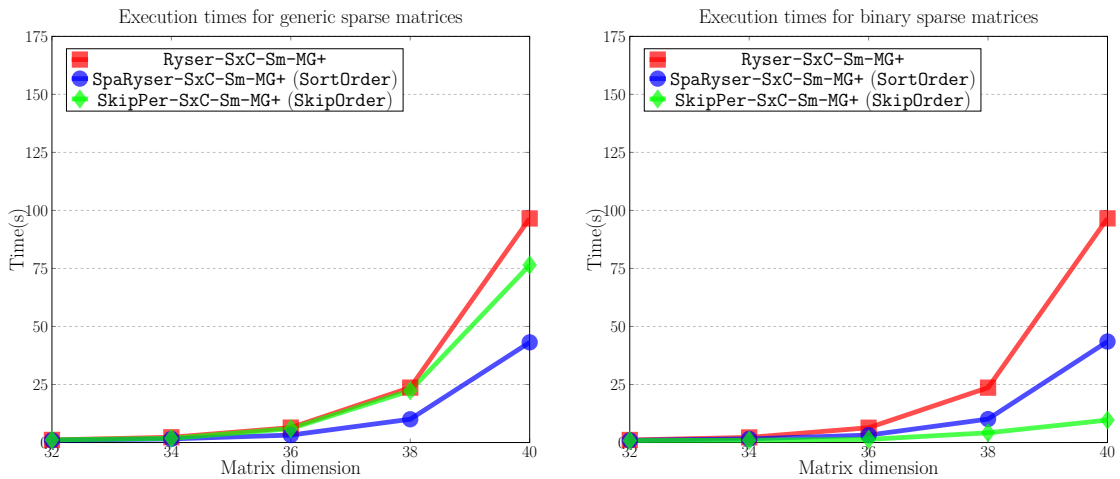 Execution times for generic sparse matrices
175
150
125
100
75
50
25
0
Time(s)
Ryser-SxC-Sm-MG+
SpaRyser-SxC-Sm-MG+ (SortOrder)
SkipPer-SxC-Sm-MG+ (SkipOrder)
32 34 36 38 40
Matrix dimension
Execution times for binary sparse matrices
175
150
125
100
75
50
25
0
Time(s)
Ryser-SxC-Sm-MG+
SpaRyser-SxC-Sm-MG+ (SortOrder)
SkipPer-SxC-Sm-MG+ (SkipOrder)
32 34 36 38 40
Matrix dimension